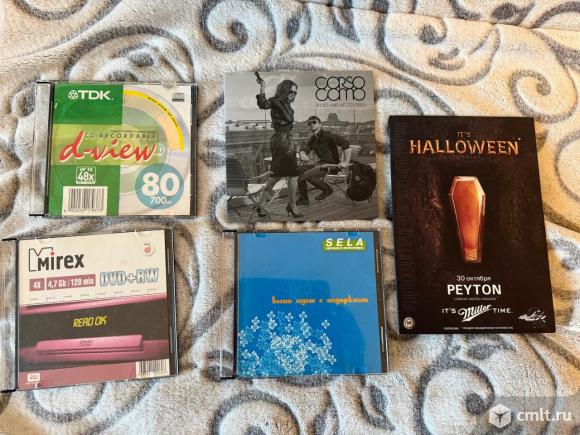 TDK
CD-RECORDABLE
d-view
UP TO
48x
80
700
CORSO
COMO
SHOES AND ACCESSORIES
IT'S
HALLOWEEN
30 октября
PEYTON
IT'S Miller TIME.
Mirex
4X 4,7 Gb / 120 min DVD+RW
READ OK
SELA
весна идет с подарками
cmlt.ru